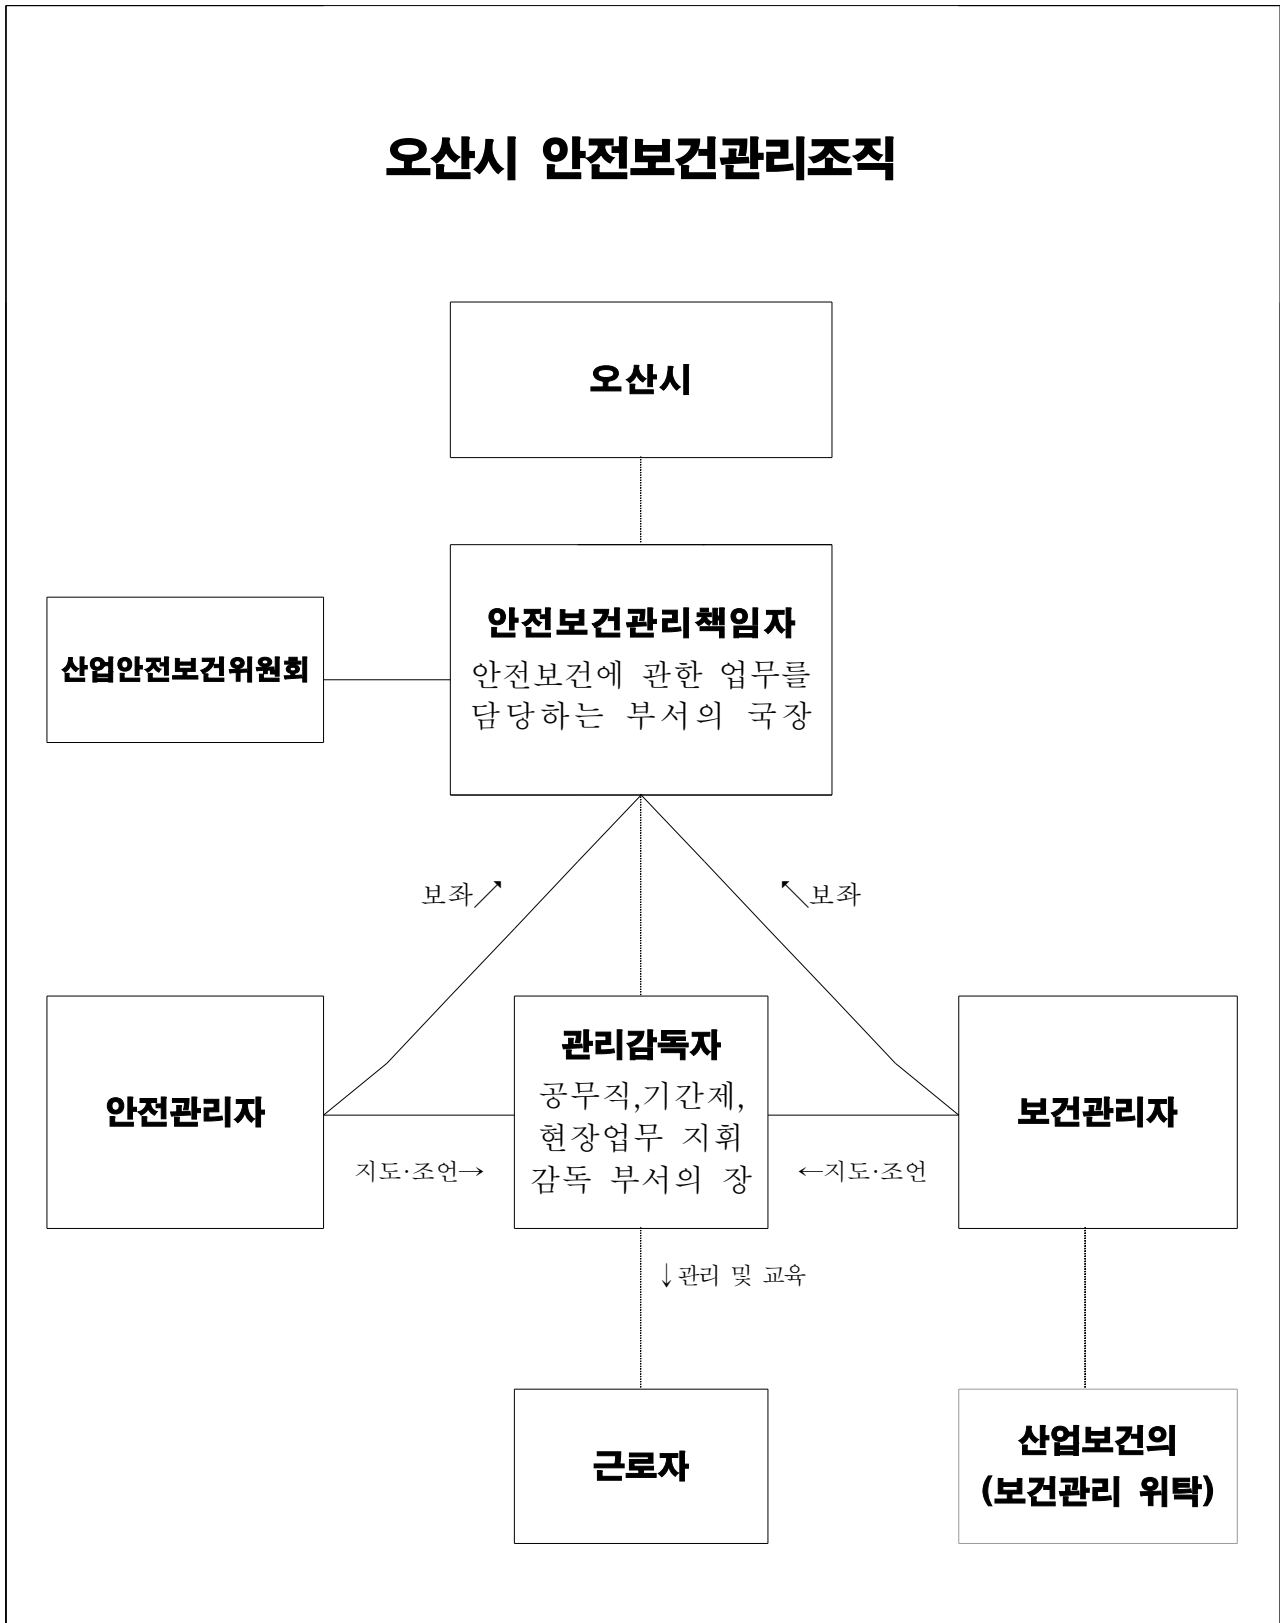 오산시 안전보건관리조직
오산시
안전보건관리책임자
안전보건에 관한 업무를
담당하는 부서의 국장
산업안전보건위원회
보좌↗
↖보좌
안전관리자
관리감독자
공무직,기간제,
현장업무 지휘
감독 부서의 장
보건관리자
지도·조언→
←지도·조언
↓관리 및 교육
근로자
산업보건의
(보건관리 위탁)